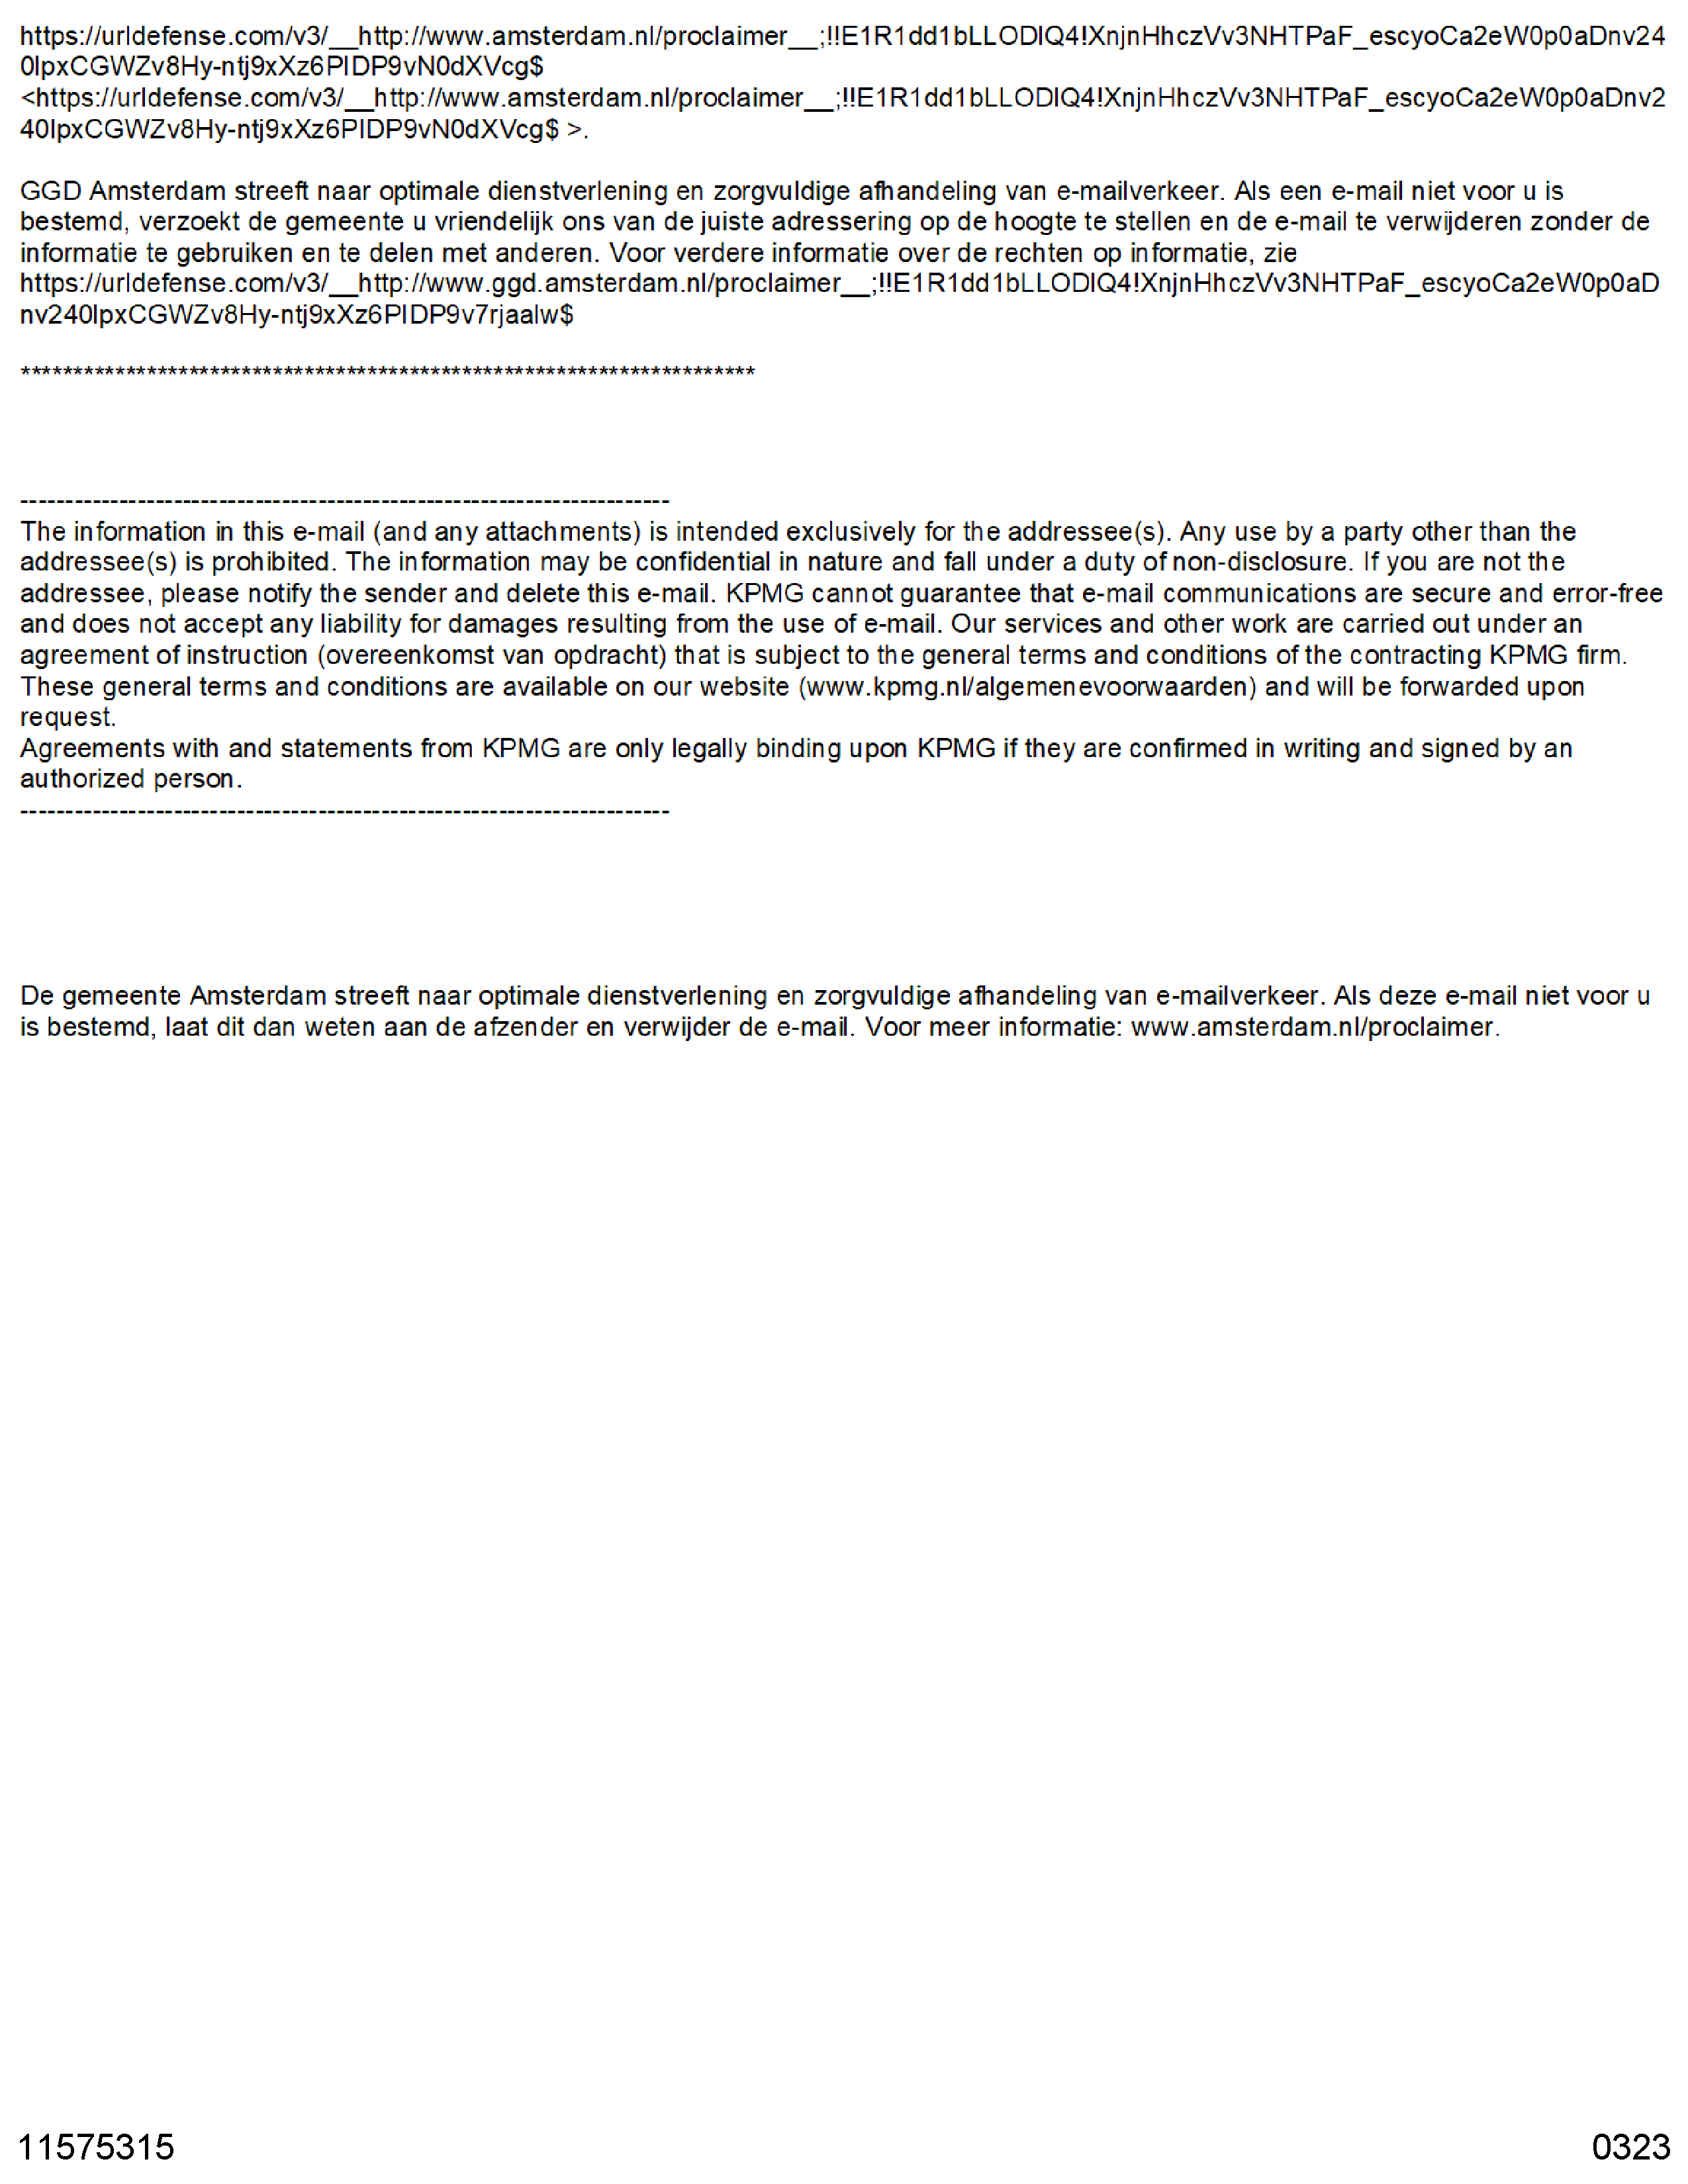 https://urldefense.com/v3/__http://www.amsterdam.nl/proclaimer__;!!E1R1dd1bLLODlQ4!XnjnHhczVv3NHTPaF_escyoCa2eW0p0aDnv24
0lpxCGWZv8Hy-ntj9xXz6PIDP9vN0dXVcg$
<https://urldefense.com/v3/__http://www.amsterdam.nl/proclaimer__;!!E1R1dd1bLLODlQ4!XnjnHhczVv3NHTPaF_escyoCa2eW0p0aDnv2
40lpxCGWZv8Hy-ntj9xXz6PIDP9vN0dXVcg$ >.
GGD Amsterdam streeft naar optimale dienstverlening en zorgvuldige afhandeling van e-mailverkeer. Als een e-mail niet voor u is
bestemd, verzoekt de gemeente u vriendelijk ons van de juiste adressering op de hoogte te stellen en de e-mail te verwijderen zonder de
informatie te gebruiken en te delen met anderen. Voor verdere informatie over de rechten op informatie, zie
https://urldefense.com/v3/__http://www.ggd.amsterdam.nl/proclaimer__;!!E1R1dd1bLLODlQ4!XnjnHhczVv3NHTPaF_escyoCa2eW0p0aD
nv240lpxCGWZv8Hy-ntj9xXz6PIDP9v7rjaalw$
**********************************************************************
------------------------------------------------------------------------
The information in this e-mail (and any attachments) is intended exclusively for the addressee(s). Any use by a party other than the
addressee(s) is prohibited. The information may be confidential in nature and fall under a duty of non-disclosure. If you are not the
addressee, please notify the sender and delete this e-mail. KPMG cannot guarantee that e-mail communications are secure and error-free
and does not accept any liability for damages resulting from the use of e-mail. Our services and other work are carried out under an
agreement of instruction (overeenkomst van opdracht) that is subject to the general terms and conditions of the contracting KPMG firm.
These general terms and conditions are available on our website (www.kpmg.nl/algemenevoorwaarden) and will be forwarded upon
request.
Agreements with and statements from KPMG are only legally binding upon KPMG if they are confirmed in writing and signed by an
authorized person.
------------------------------------------------------------------------
De gemeente Amsterdam streeft naar optimale dienstverlening en zorgvuldige afhandeling van e-mailverkeer. Als deze e-mail niet voor u
is bestemd, laat dit dan weten aan de afzender en verwijder de e-mail. Voor meer informatie: www.amsterdam.nl/proclaimer.
11575315
0323